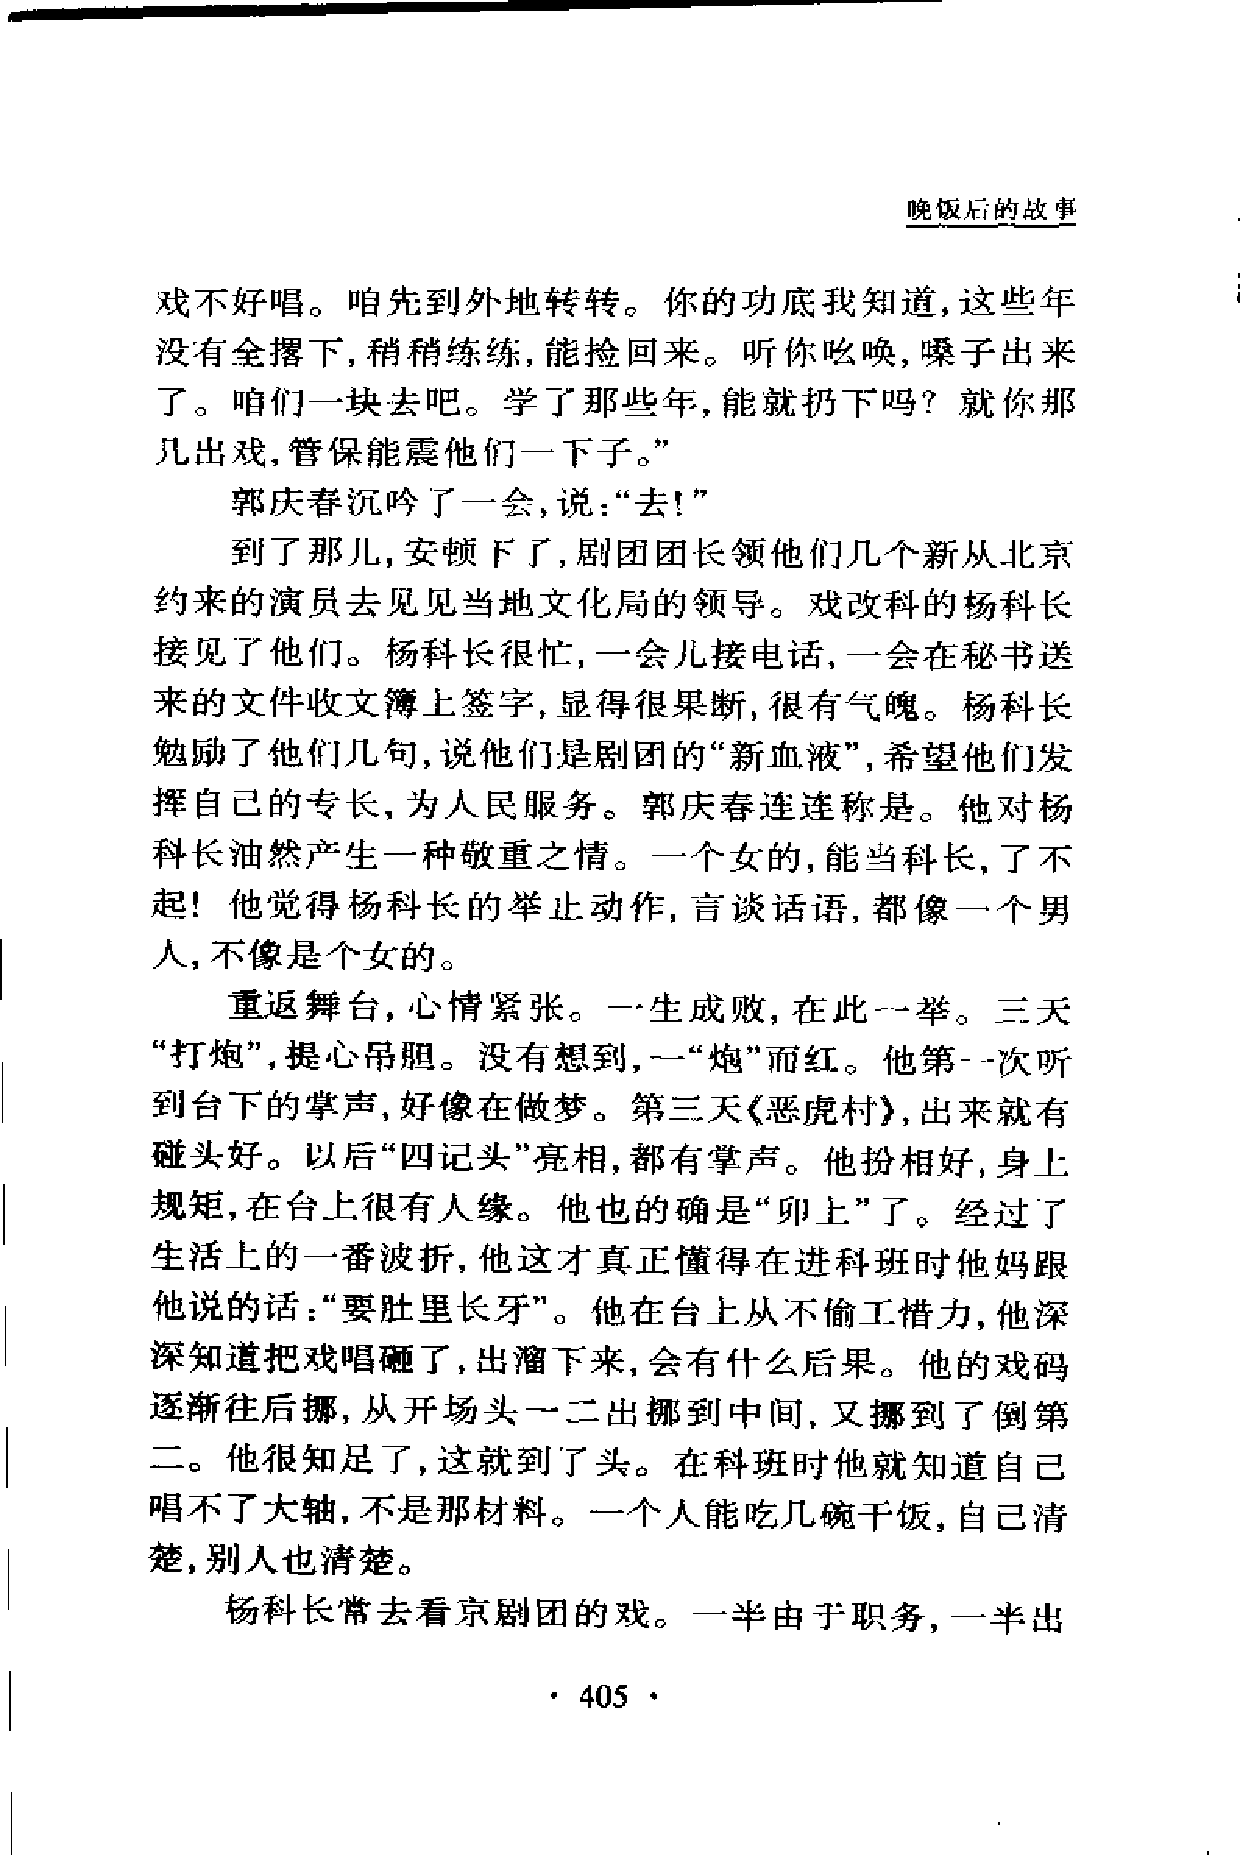 晚饭后的故事
戏不好唱。咱先到外地转转。你的功底我知道,这些年
没有全撂下,稍稍练练,能捡回来。听你吆唤,嗓子出来
了。咱们一块去吧。学了那些年,能就扔下吗?就你那
几出戏,管保能震他们一下子。”
郭庆春沉吟了一会,说:“去!”
到了那儿,安顿下了,剧团团长领他们几个新从北京
约来的演员去见见当地文化局的领导。戏改科的杨科长
接见了他们。杨科长很忙,一会儿接电话,一会在秘书送
来的文件收文簿上签字,显得很果断,很有气魄。杨科长
勉励了他们几句,说他们是剧团的“新血液”,希望他们发
挥自己的专长,为人民服务。郭庆春连连称是。他对杨
科长油然产生一种敬重之情。一个女的,能当科长,了不
起!他觉得杨科长的举止动作,言谈话语,都像一个男
人,不像是个女的。
重返舞台,心情紧张。一生成败,在此一举。三天
“打炮”,提心吊胆。没有想到,一“炮”而红。他第一次听
到台下的掌声,好像在做梦。第三天《恶虎村》,出来就有
碰头好。以后“四记头”亮相,都有掌声。他扮相好,身上
规矩,在台上很有人缘。他也的确是“卯上”了。经过了
生活上的一番波折,他这才真正懂得在进科班时他妈跟
他说的话:“要肚里长牙”。他在台上从不偷工惜力,他深
深知道把戏唱砸了,出溜下来,会有什么后果。他的戏码
逐渐往后挪,从开场头一二出挪到中间,又挪到了倒第
二。他很知足了,这就到了头。在科班时他就知道自己
唱不了大轴,不是那材料。一个人能吃几碗干饭,自己清
楚,别人也清楚。
杨科长常去看京剧团的戏。一半由于职务,一半出
· 405 ·